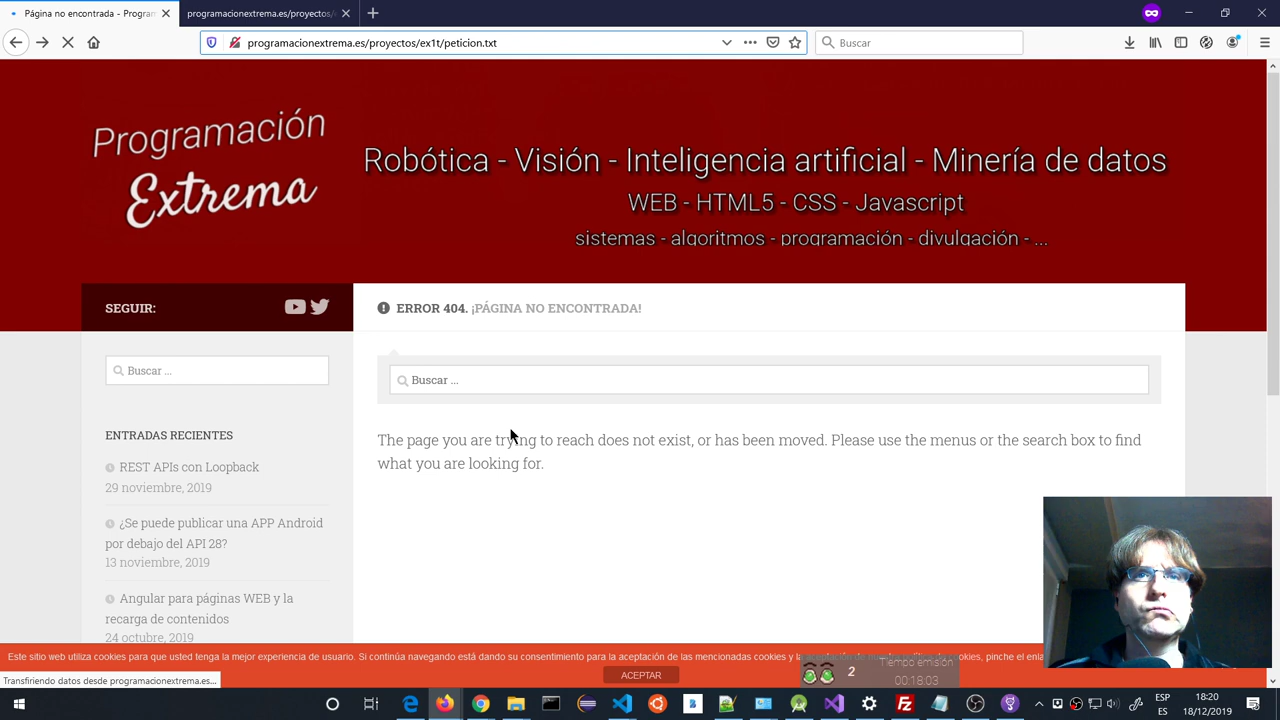 Página no encontrada - Program
programacionextrema.es/proyectos/e
programacionextrema.es/proyectos/ex1t/peticion.txt
Buscar
Programación
Extrema
Robótica - Visión - Inteligencia artificial - Minería de datos
WEB - HTML5 - CSS - Javascript
sistemas - algoritmos - programación - divulgación - ...
SEGUIR:
ERROR 404. ¡PÁGINA NO ENCONTRADA!
Buscar ...
Buscar ...
The page you are trying to reach does not exist, or has been moved. Please use the menus or the search box to find
what you are looking for.
ENTRADAS RECIENTES
REST APIs con Loopback
29 noviembre, 2019
¿Se puede publicar una APP Android
por debajo del API 28?
13 noviembre, 2019
Angular para páginas WEB y la
recarga de contenidos
24 octubre, 2019
Este sitio web utiliza cookies para que usted tenga la mejor experiencia de usuario. Si continúa navegando está dando su consentimiento para la aceptación de las mencionadas cookies y la aceptación de cookies, pinche el enla
ACEPTAR
2
Tiempo emisión
00:18:03
Transfiriendo datos desde programacionextrema.es...
ESP
ES
18:20
18/12/2019